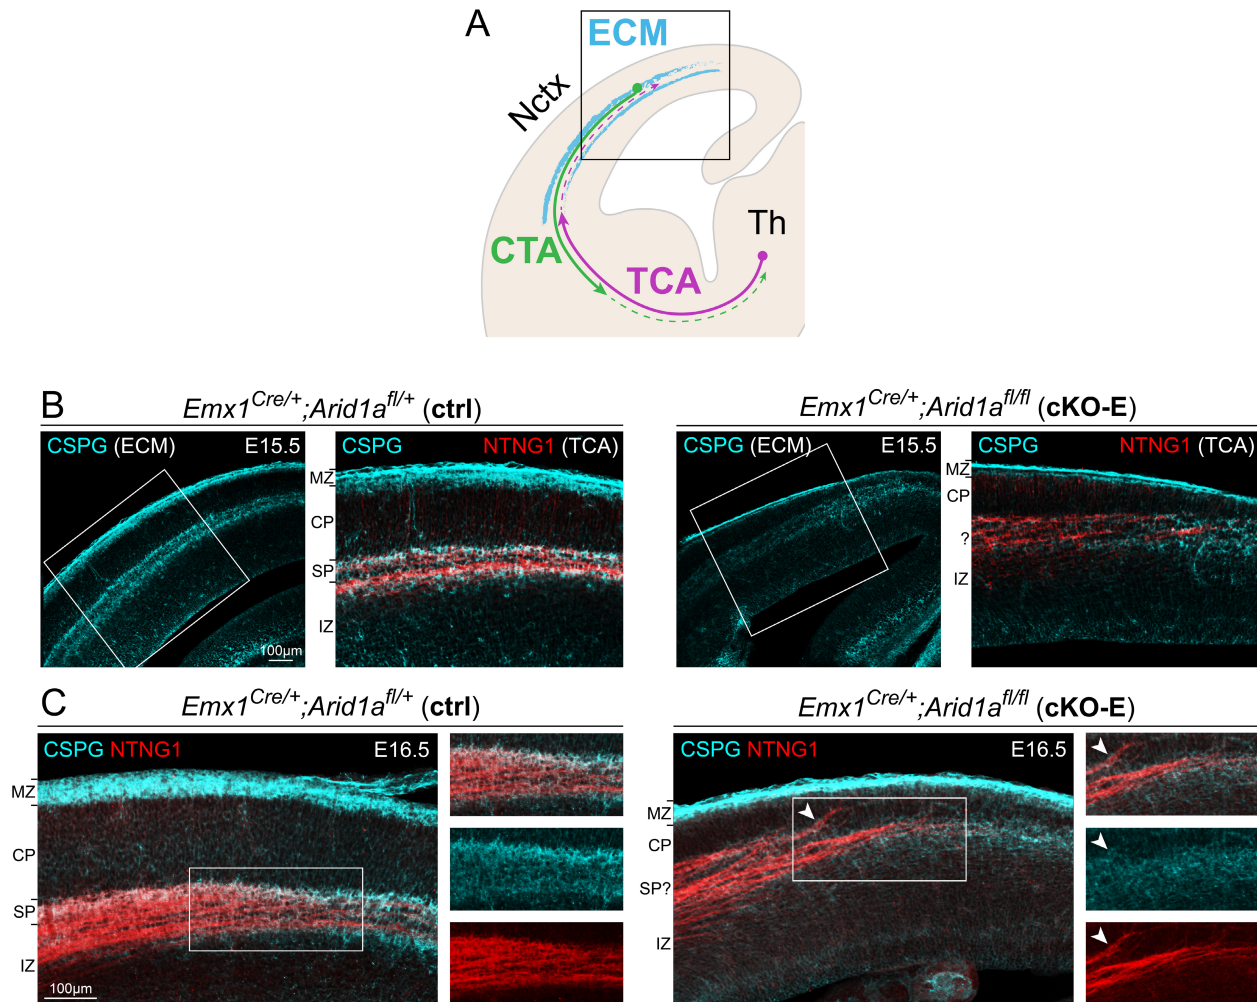 A
ECM
Nctx
Th
CTA
TCA
B
Emx1Cre/+;Arid1afl/+ (ctrl)
Emx1Cre/+;Arid1afl/fl (cKO-E)
CSPG (ECM) E15.5
CSPG NTNG1 (TCA)
MZ
CP
SP
IZ
100µm
CSPG (ECM) E15.5
CSPG NTNG1 (TCA)
MZ
CP
?
IZ
C
Emx1Cre/+;Arid1afl/+ (ctrl)
Emx1Cre/+;Arid1afl/fl (cKO-E)
CSPG NTNG1 E16.5
MZ
CP
SP
IZ
100µm
CSPG NTNG1 E16.5
MZ
CP
SP?
IZ